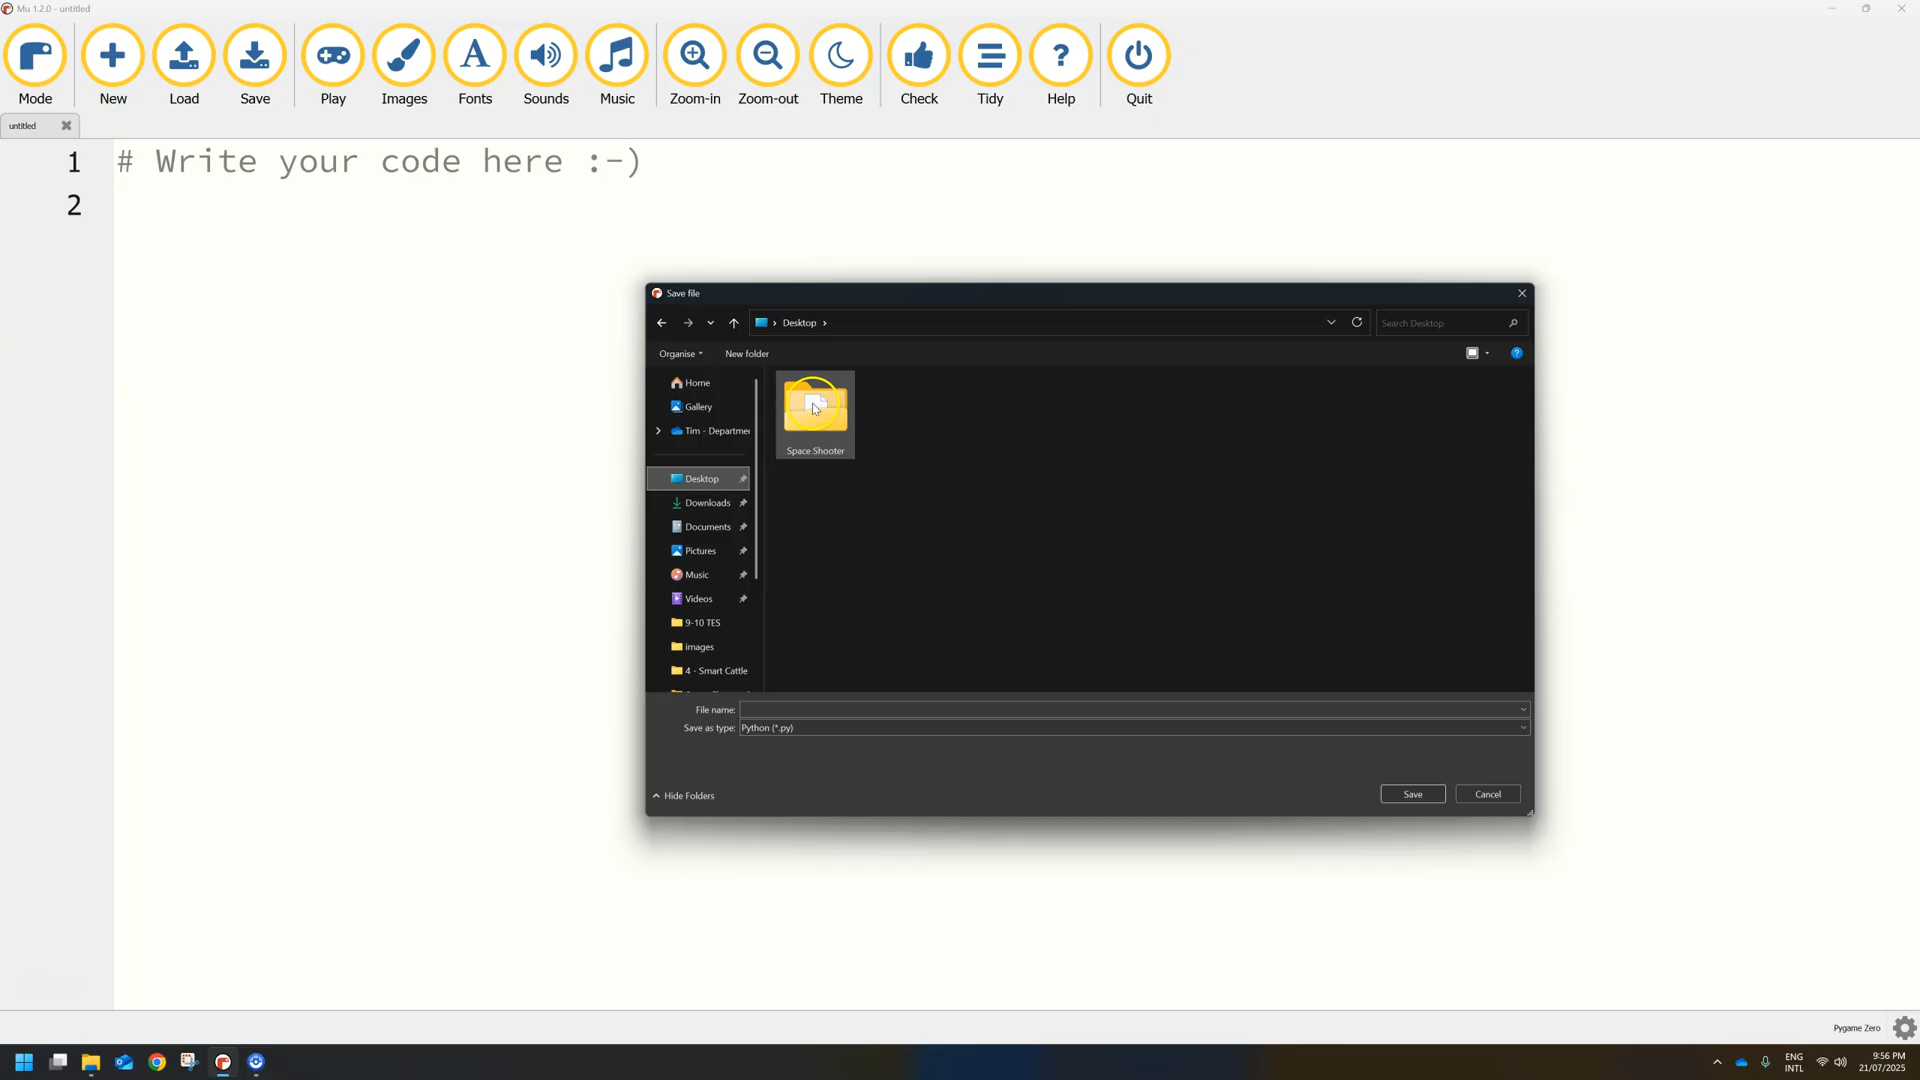 Mu 1.2.0 - untitled
Mode New Load Save Play Images Fonts Sounds Music Zoom-in Zoom-out Theme Check Tidy Help Quit
untitled
1 # Write your code here :-)
2
Save file
Desktop
Search Desktop
Organise New folder
Home
Gallery
Tim - Departme
Desktop
Downloads
Documents
Pictures
Music
Videos
9-10 TES
images
4 - Smart Cattle
Space Shooter
File name:
Save as type: Python (*.py)
Hide Folders
Save Cancel
Pygame Zero
ENG
INTL
9:56 PM
21/07/2025